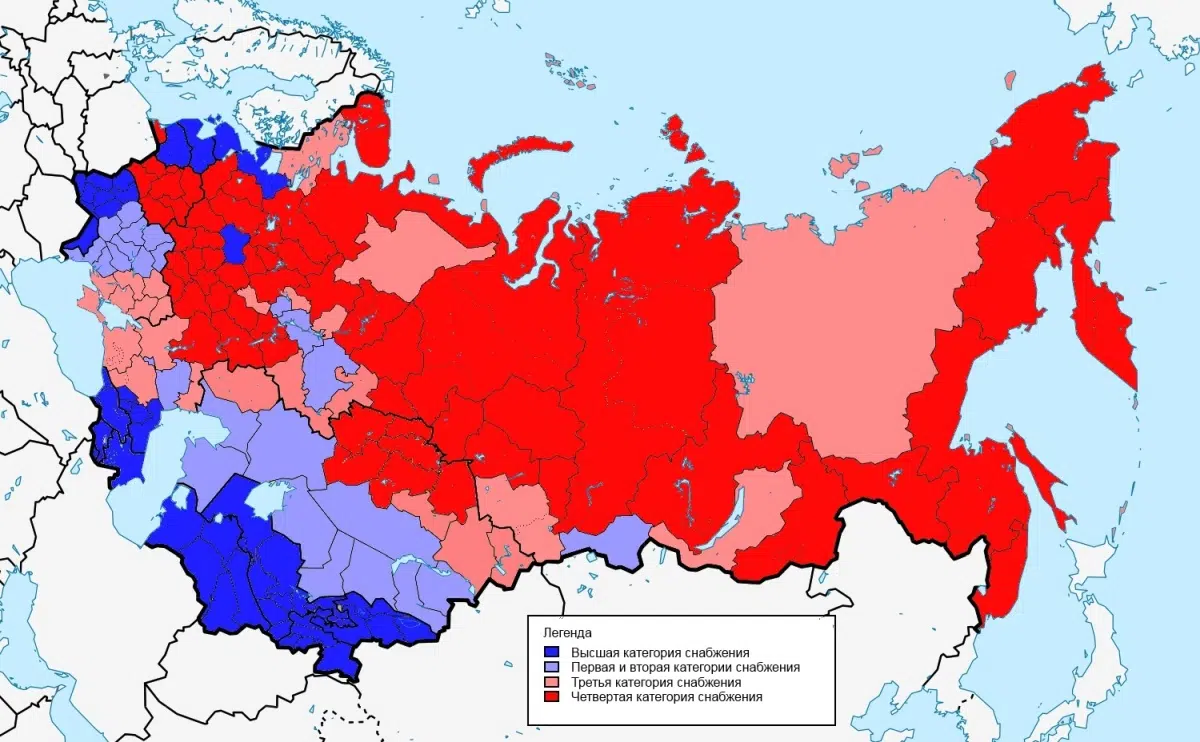 Легенда
Высшая категория снабжения
Первая и вторая категории снабжения
Третья категория снабжения
Четвертая категория снабжения